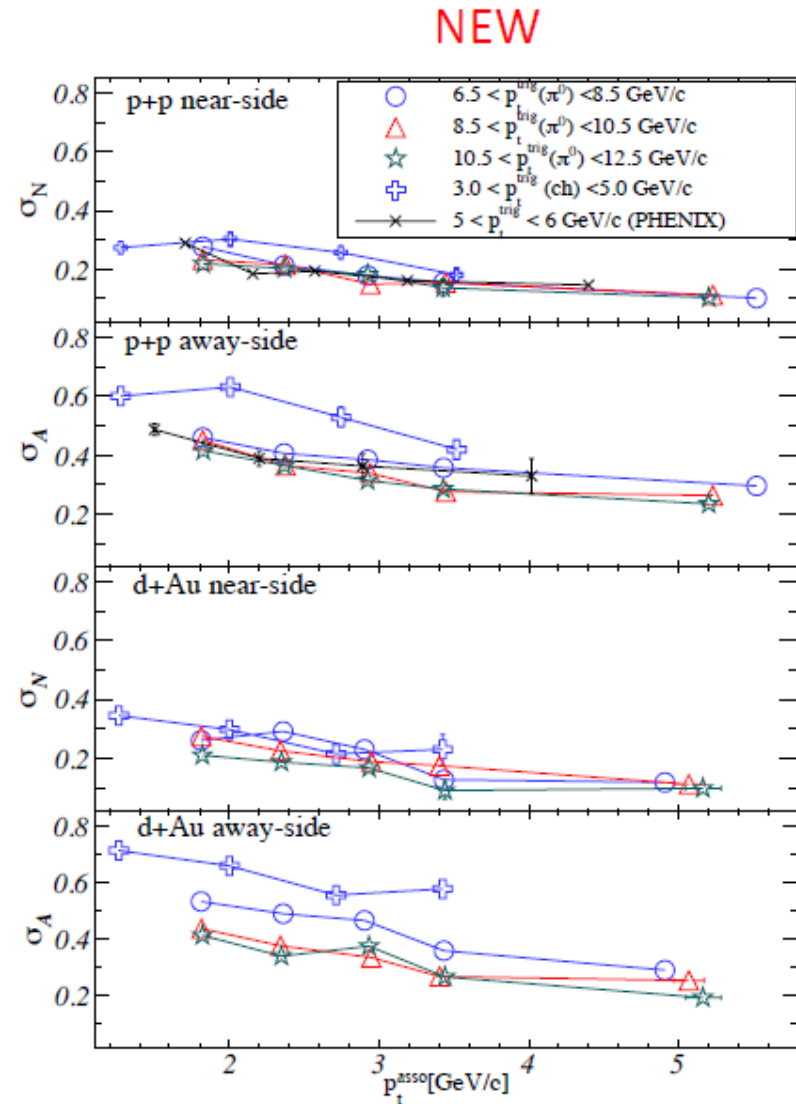 NEW
p+p near-side
6.5 < p_t^trig(π⁰) <8.5 GeV/c
8.5 < p_t^trig(π⁰) <10.5 GeV/c
10.5 < p_t^trig(π⁰) <12.5 GeV/c
3.0 < p_t^trig (ch) <5.0 GeV/c
5 < p_t^trig < 6 GeV/c (PHENIX)
0.8
0.6
σ_N
0.4
0.2
p+p away-side
0.8
0.6
σ_A
0.4
0.2
d+Au near-side
0.8
0.6
σ_N
0.4
0.2
d+Au away-side
0.8
0.6
σ_A
0.4
0.2
2 3 4 5
p_t^asso[GeV/c]